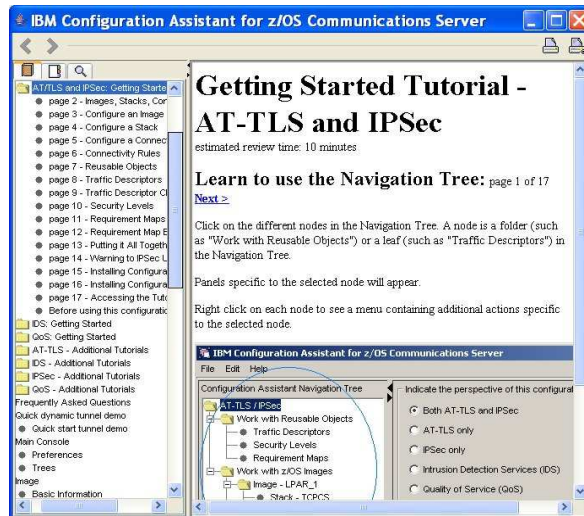 IBM Configuration Assistant for z/OS Communications Server
AT/TLS and IPSec: Getting Starte
page 2 - Images, Stacks, Cor
page 3 - Configure an Image
page 4 - Configure a Stack
page 5 - Configure a Connec
page 6 - Connectivity Rules
page 7 - Reusable Objects
page 8 - Traffic Descriptors
page 9 - Traffic Descriptor Cl
page 10 - Security Levels
page 11 - Requirement Maps
page 12 - Requirement Map E
page 13 - Putting it All Togeth
page 14 - Warning to IPSec L
page 15 - Installing Configura
page 16 - Installing Configura
page 17 - Accessing the Tuto
Before using this configuratio
IDS: Getting Started
QoS: Getting Started
AT-TLS - Additional Tutorials
IDS - Additional Tutorials
IPSec - Additional Tutorials
QoS - Additional Tutorials
Frequently Asked Questions
Quick dynamic tunnel demo
Quick start tunnel demo
Main Console
Preferences
Trees
Image
Basic Information
Getting Started Tutorial -
AT-TLS and IPSec
estimated review time: 10 minutes
Learn to use the Navigation Tree: page 1 of 17
Next >
Click on the different nodes in the Navigation Tree. A node is a folder (such
as "Work with Reusable Objects") or a leaf (such as "Traffic Descriptors") in
the Navigation Tree.
Panels specific to the selected node will appear.
Right click on each node to see a menu containing additional actions specific
to the selected node.
IBM Configuration Assistant for z/OS Communications Server
File Edit Help
Configuration Assistant Navigation Tree
AT-TLS / IPSec
Work with Reusable Objects
Traffic Descriptors
Security Levels
Requirement Maps
Work with z/OS Images
Image - LPAR_1
Stack - TCPCS
Indicate the perspective of this configurat
Both AT-TLS and IPSec
AT-TLS only
IPSec only
Intrusion Detection Services (IDS)
Quality of Service (QoS)